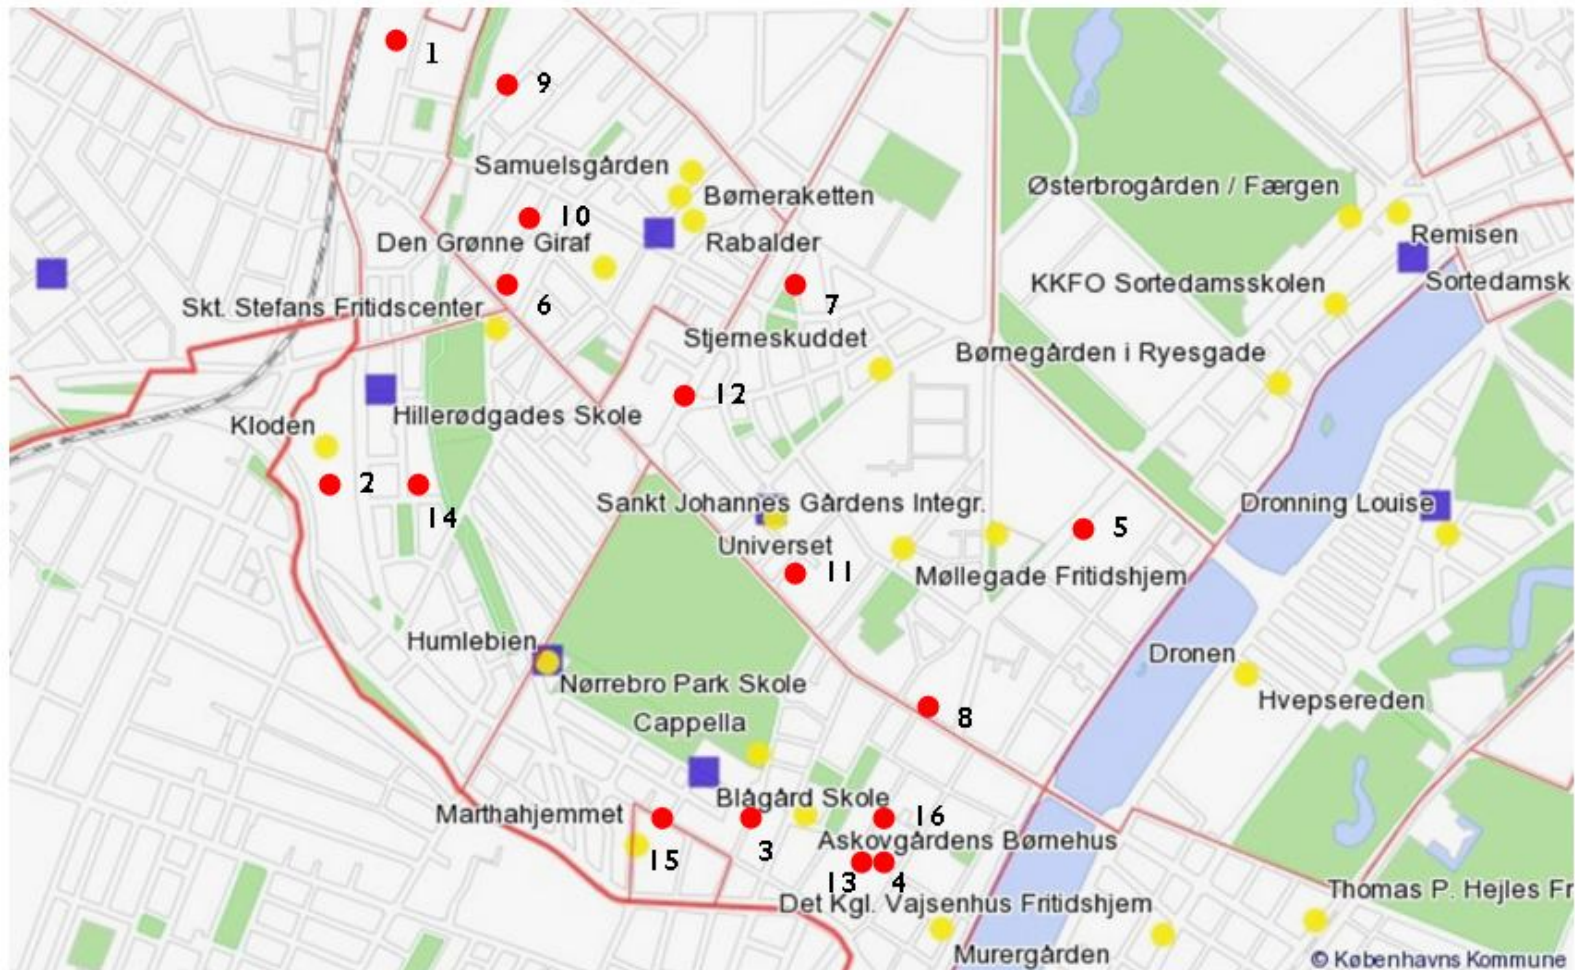 1
9
Samuelsgården
Børneraketten
Østerbrogården / Færgen
10
Den Grønne Giraf
Rabalder
Remisen
KKFO Sortedamsskolen
Sortedamsk
Skt. Stefans Fritidscenter
6
7
Stjerneskuddet
Børnegården i Ryesgade
12
Hillerødgades Skole
Kloden
2
14
Sankt Johannes Gårdens Integr.
Dronning Louise
5
Universet
11
Møllegade Fritidshjem
Humlebien
Dronen
Nørrebro Park Skole
Hvepsereden
Cappella
8
Blågård Skole
Marthahjemmet
16
Askovgårdens Børnehus
15
3
13
4
Thomas P. Hejles Fr
Det Kgl. Vajsenhus Fritidshjem
Murergården
© Københavns Kommune